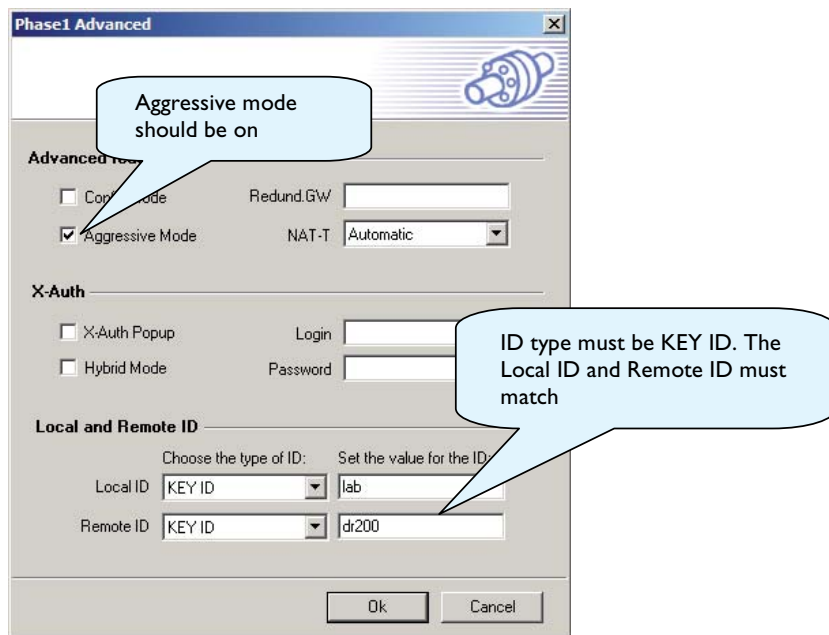 Phase1 Advanced
Aggressive mode
should be on
Advanced
Mode Redund.GW
Aggressive Mode NAT-T Automatic
X-Auth
X-Auth Popup Login
Hybrid Mode Password
ID type must be KEY ID. The
Local ID and Remote ID must
match
Local and Remote ID
Choose the type of ID: Set the value for the ID:
Local ID KEY ID lab
Remote ID KEY ID dr200
Ok Cancel